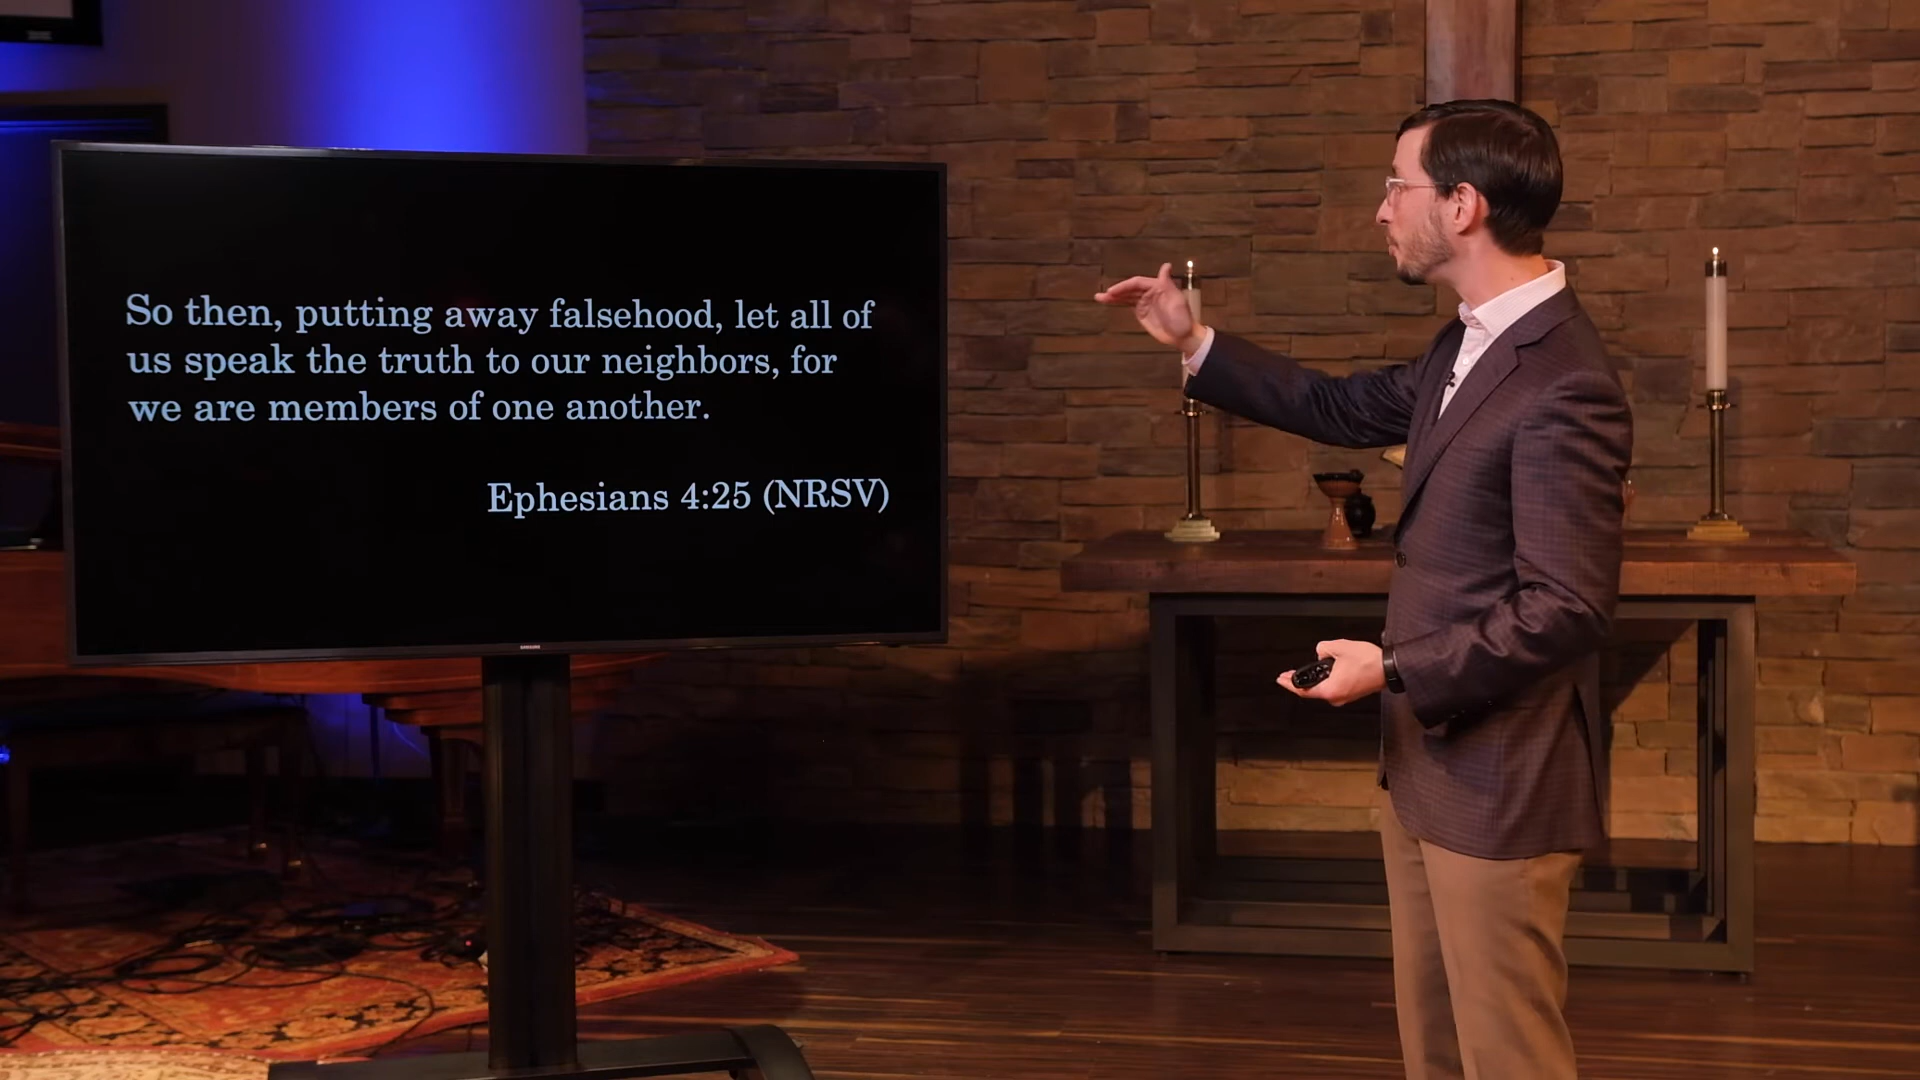 So then, putting away falsehood, let all of
us speak the truth to our neighbors, for
we are members of one another.
Ephesians 4:25 (NRSV)
SAMSUNG